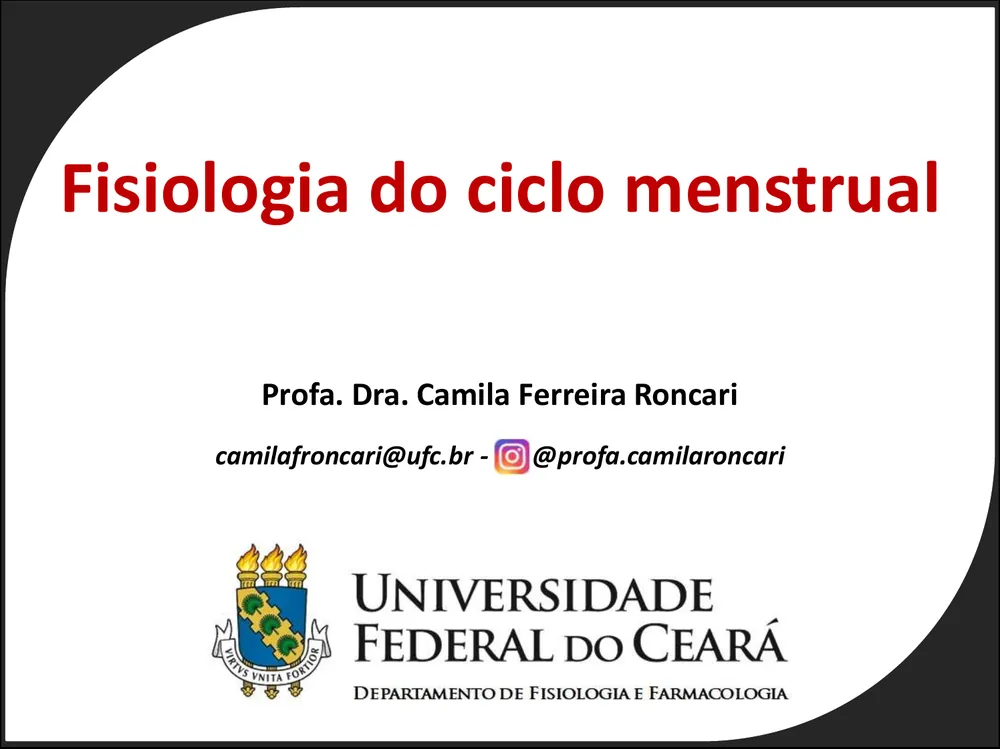 Fisiologia do ciclo menstrual
Profa. Dra. Camila Ferreira Roncari
camilafroncari@ufc.br - @profa.camilaroncari
VIRTVS VNITA FORTIOR
UNIVERSIDADE
FEDERAL DO CEARÁ
DEPARTAMENTO DE FISIOLOGIA E FARMACOLOGIA